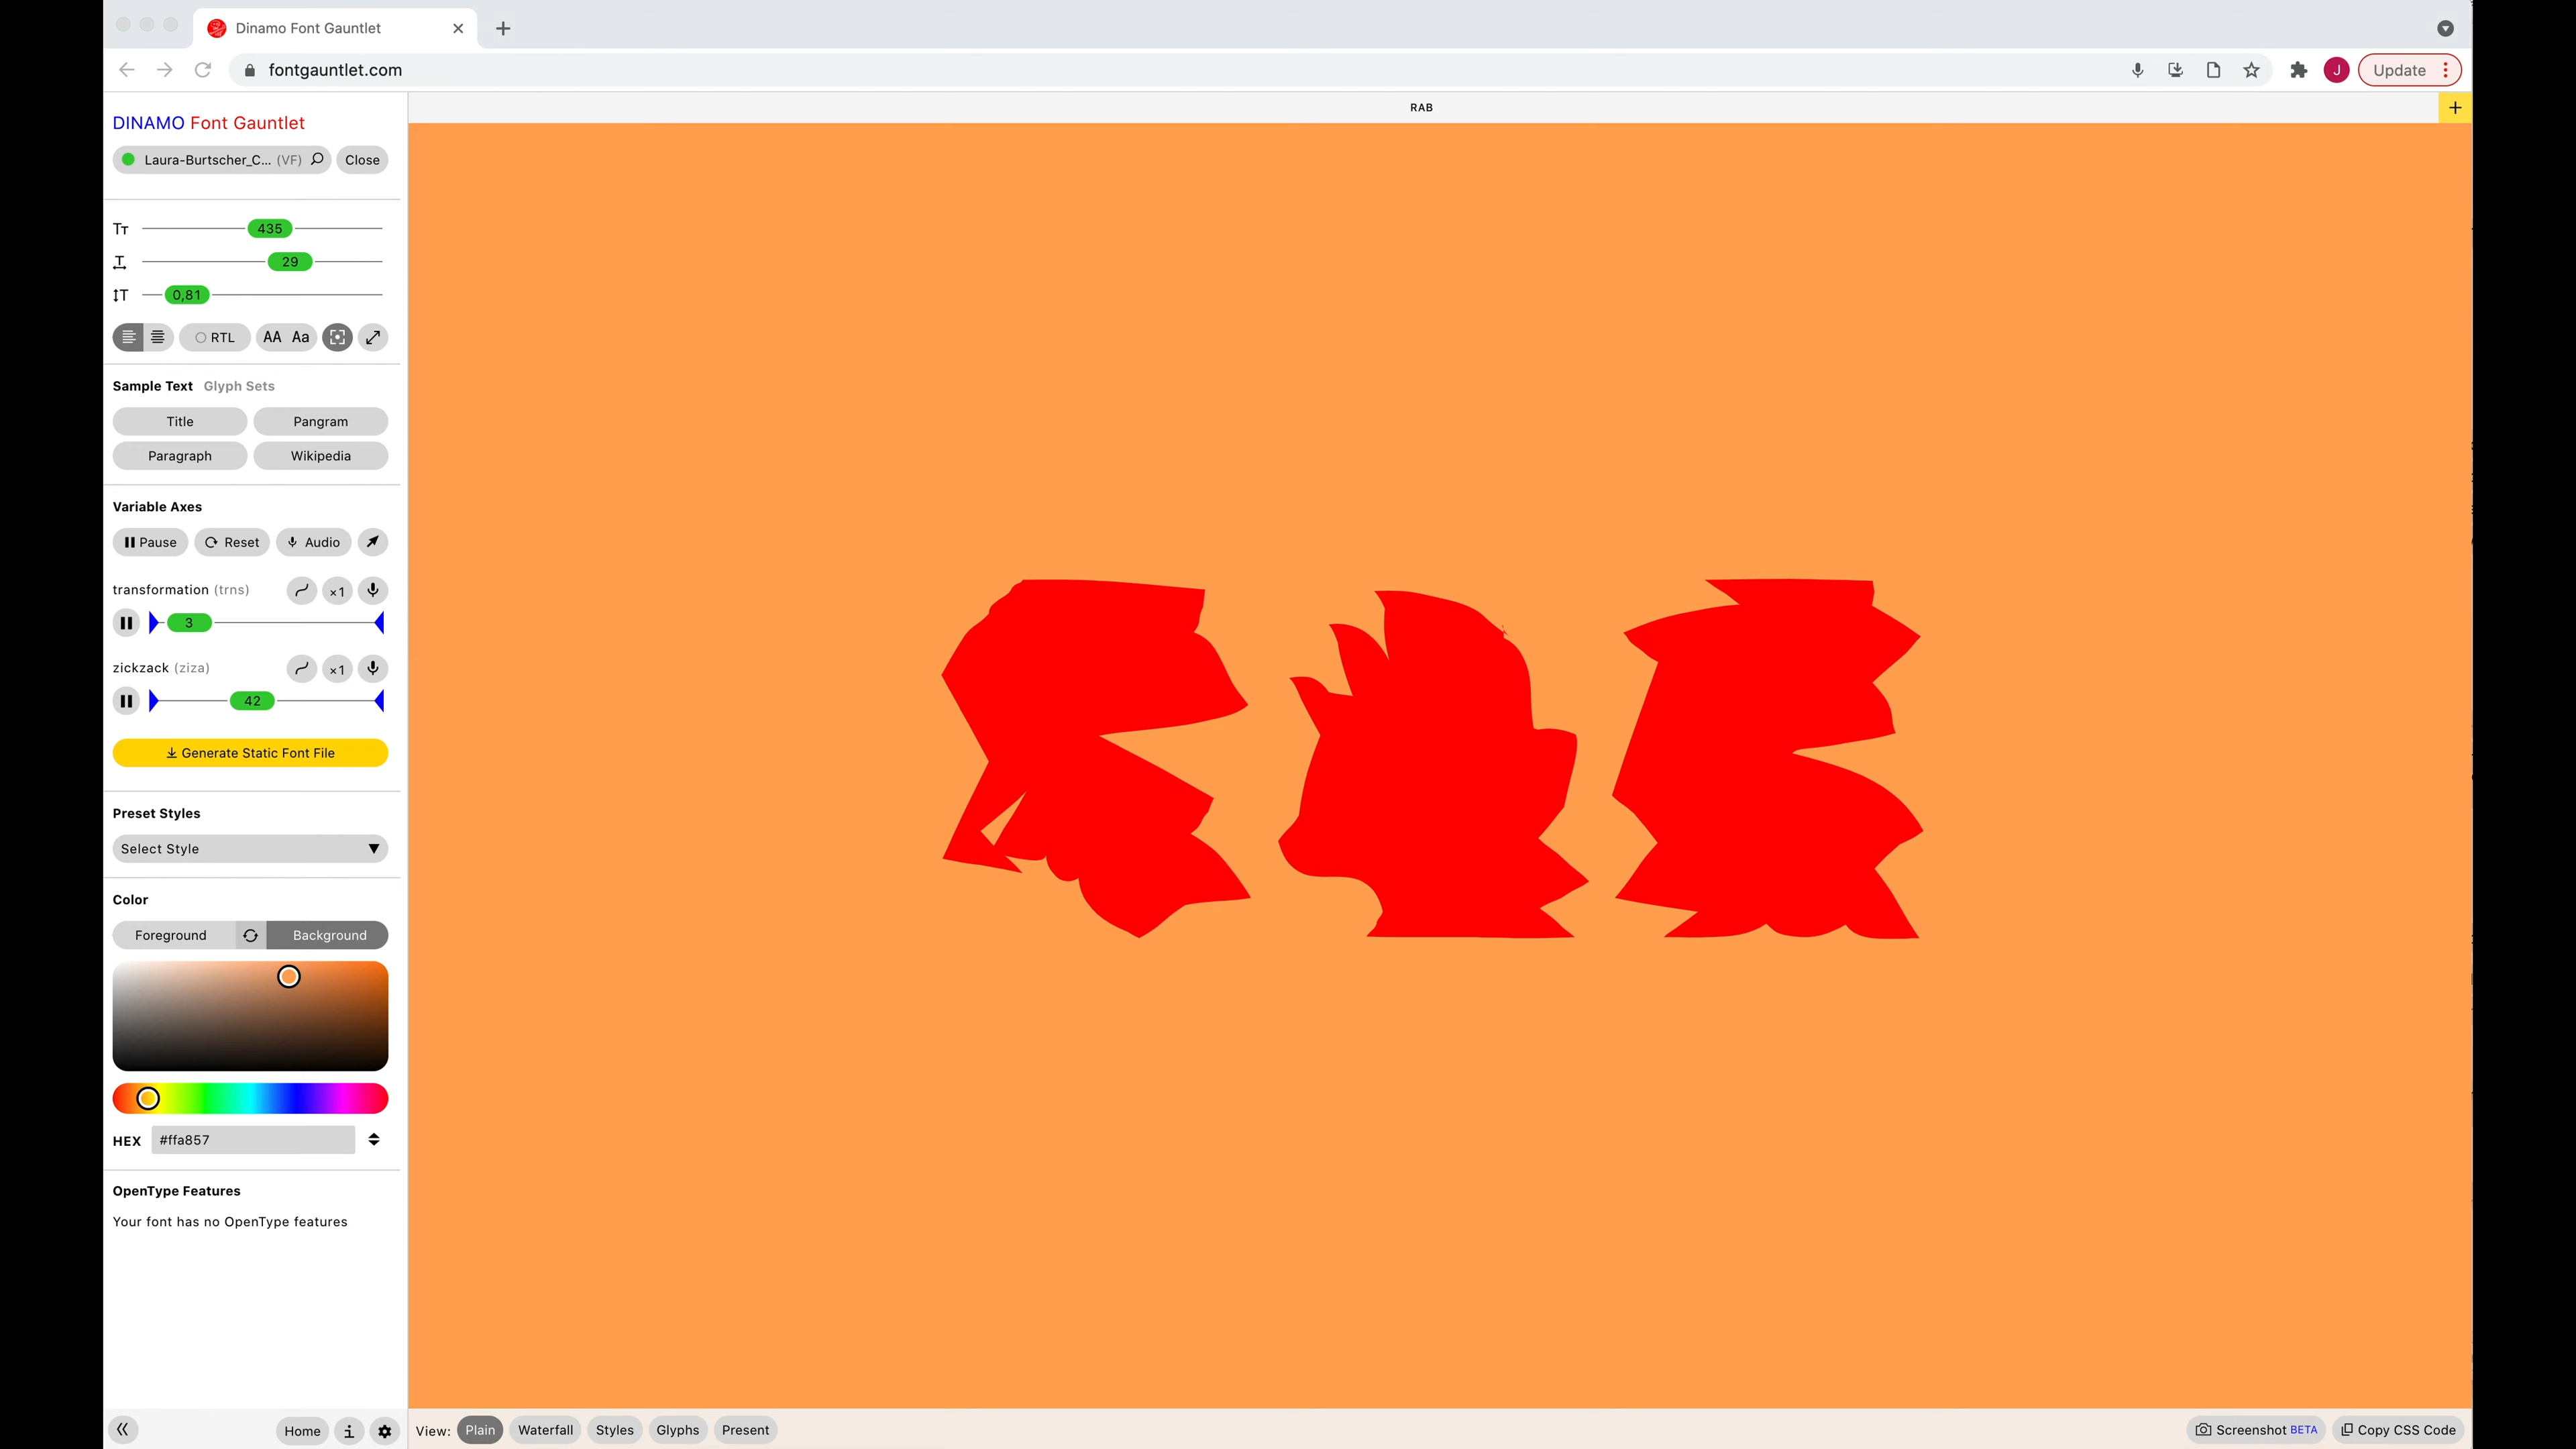 Dinamo Font Gauntlet
fontgauntlet.com
J
Update
RAB
DINAMO Font Gauntlet
Laura-Burtscher_C... (VF)
Close
435
29
0,81
RTL
AA Aa
Sample Text Glyph Sets
Title
Pangram
Paragraph
Wikipedia
Variable Axes
Pause
Reset
Audio
transformation (trns)
×1
3
zickzack (ziza)
×1
42
Generate Static Font File
Preset Styles
Select Style
Color
Foreground
Background
HEX #ffa857
OpenType Features
Your font has no OpenType features
Home
i
View: Plain Waterfall Styles Glyphs Present
Screenshot BETA
Copy CSS Code